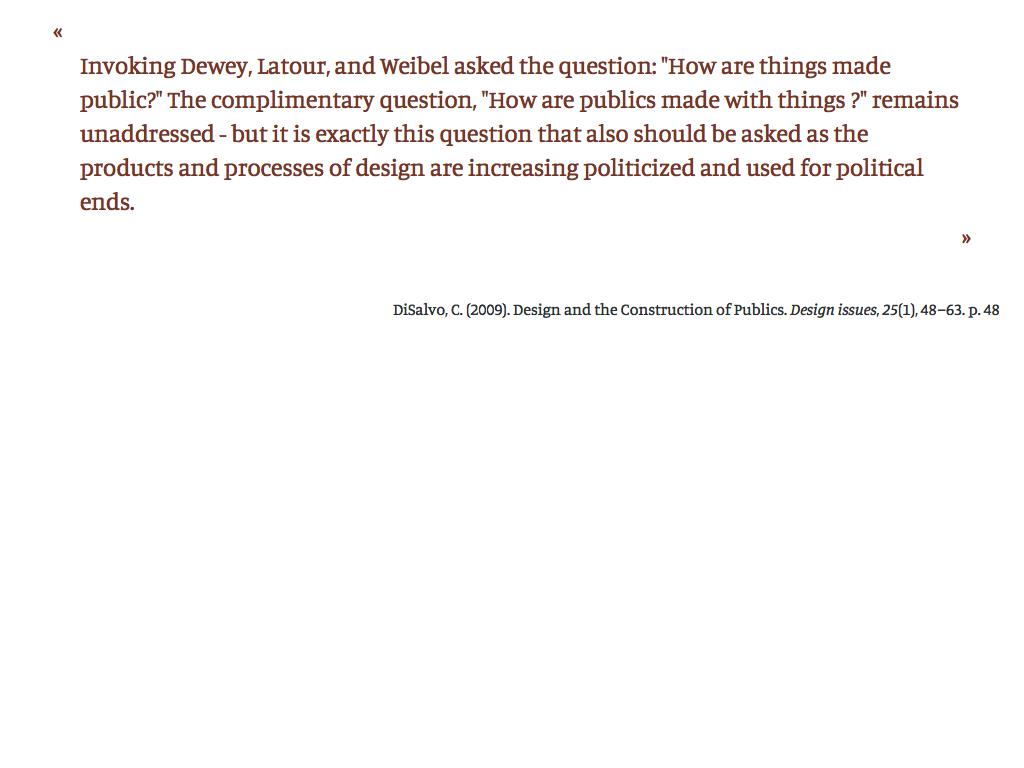 «
Invoking Dewey, Latour, and Weibel asked the question: "How are things made
public?" The complimentary question, "How are publics made with things ?" remains
unaddressed - but it is exactly this question that also should be asked as the
products and processes of design are increasing politicized and used for political
ends.
»
DiSalvo, C. (2009). Design and the Construction of Publics. Design issues, 25(1), 48–63. p. 48